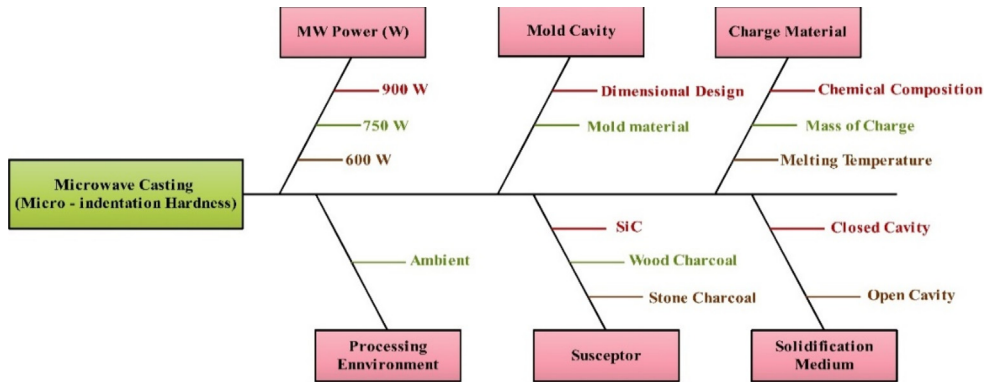 MW Power (W)
Mold Cavity
Charge Material
900 W
Dimensional Design
Chemical Composition
750 W
Mold material
Mass of Charge
600 W
Melting Temperature
Microwave Casting
(Micro - indentation Hardness)
SiC
Closed Cavity
Ambient
Wood Charcoal
Stone Charcoal
Open Cavity
Processing
Ennvironment
Susceptor
Solidification
Medium